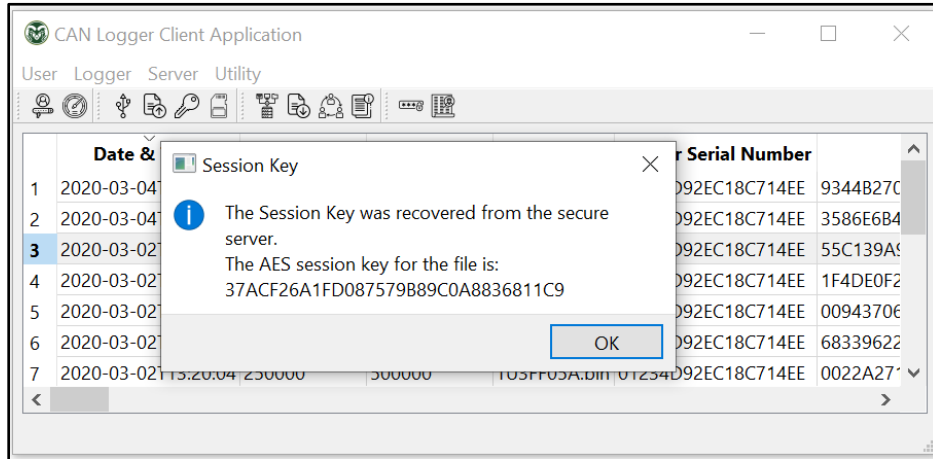 CAN Logger Client Application
User Logger Server Utility
Date &
r Serial Number
Session Key
The Session Key was recovered from the secure
server.
The AES session key for the file is:
37ACF26A1FD087579B89C0A8836811C9
OK
1 2020-03-04 D92EC18C714EE 9344B270
2 2020-03-04 D92EC18C714EE 3586E6B4
3 2020-03-02 D92EC18C714EE 55C139A9
4 2020-03-02 D92EC18C714EE 1F4DE0F2
5 2020-03-02 D92EC18C714EE 00943706
6 2020-03-02 D92EC18C714EE 68339622
7 2020-03-02T13:20:04 250000 500000 TU3FF05A.bin 01234D92EC18C714EE 0022A271